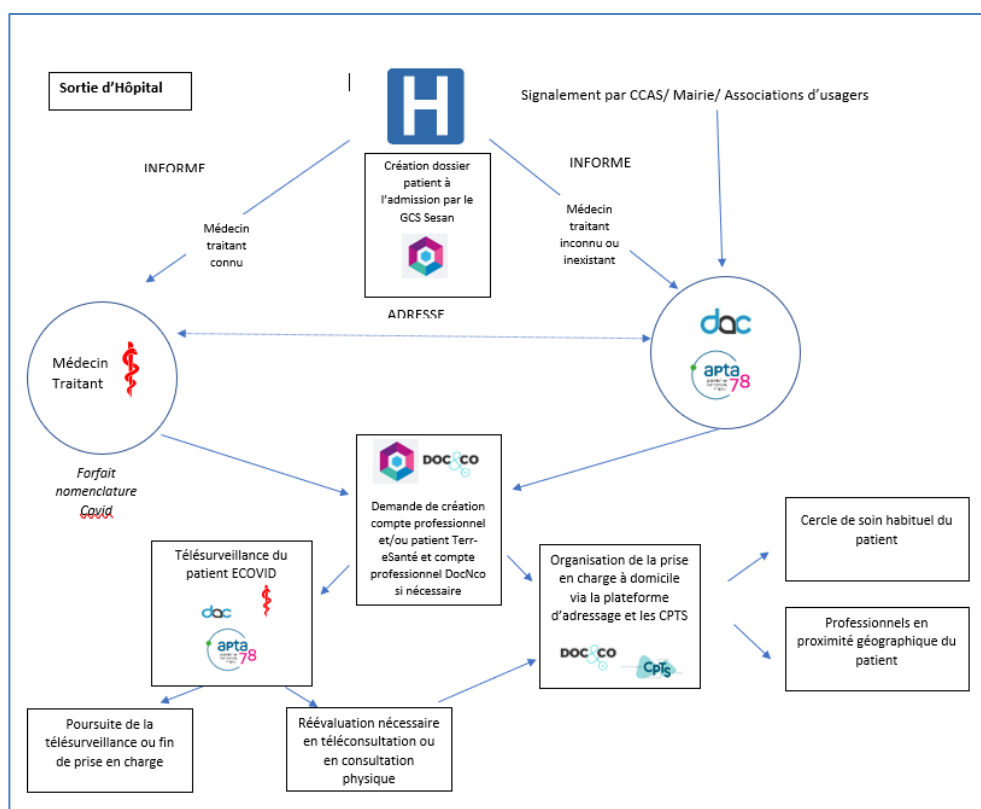 Sortie d'Hôpital
H
Signalement par CCAS/ Mairie/ Associations d'usagers
INFORME
INFORME
Création dossier
patient à
l'admission par le
GCS Sesan
Médecin
traitant
connu
Médecin
traitant
inconnu ou
inexistant
ADRESSE
Médecin
Traitant
dac
apta
78
Forfait
nomenclature
Covid
DOC&CO
Demande de création
compte professionnel
et/ou patient Terr-
eSanté et compte
professionnel DocNco
si nécessaire
Télésurveillance du
patient ECOVID
dac
apta
78
Organisation de la prise
en charge à domicile
via la plateforme
d'adressage et les CPTS
DOC&CO
CPTS
Cercle de soin habituel du
patient
Professionnels en
proximité géographique du
patient
Poursuite de la
télésurveillance ou fin
de prise en charge
Réévaluation nécessaire
en téléconsultation ou
en consultation
physique